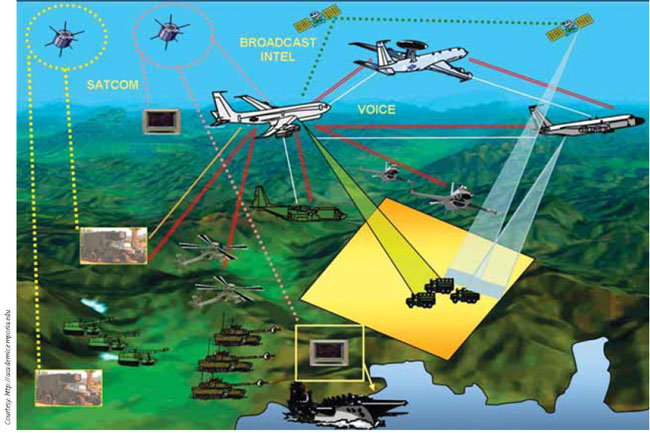 BROADCAST
INTEL
SATCOM
VOICE
Courtesy: http://academic.emporia.edu